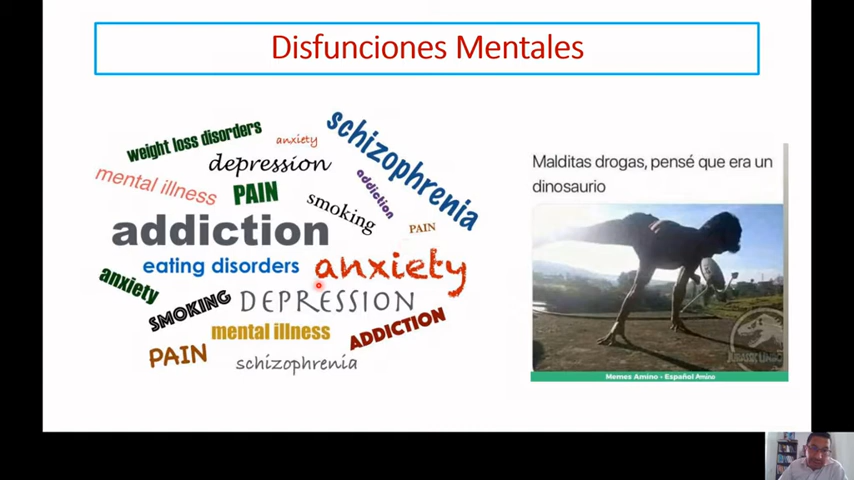 Disfunciones Mentales
weight loss disorders
anxiety
schizophrenia
depression
mental illness
PAIN
addiction
smoking
addiction
PAIN
eating disorders
anxiety
anxiety
SMOKING
DEPRESSION
mental illness
ADDICTION
PAIN
schizophrenia
Malditas drogas, pensé que era un
dinosaurio
JURASSIC
Memes Amino - Español Amino